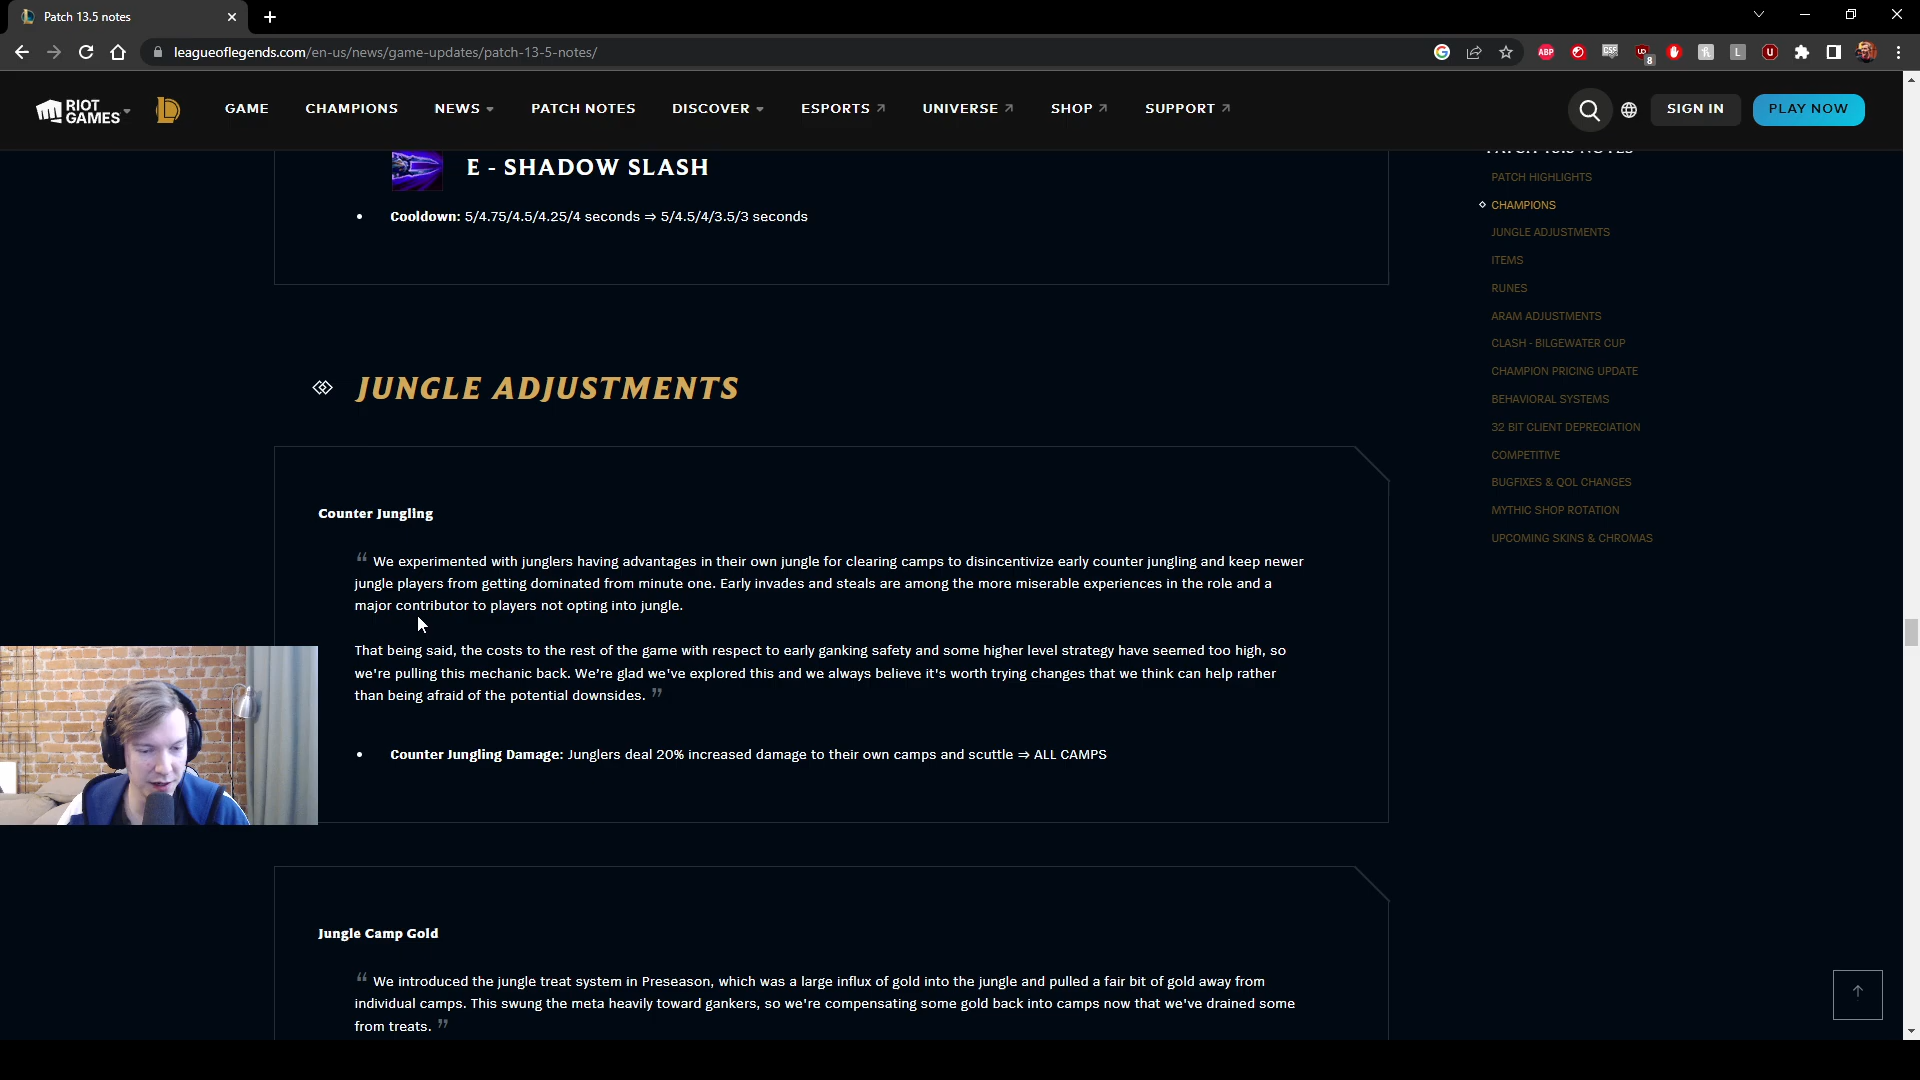 Patch 13.5 notes
leagueoflegends.com/en-us/news/game-updates/patch-13-5-notes/
ABP
8
L
RIOT GAMES
GAME
CHAMPIONS
NEWS
PATCH NOTES
DISCOVER
ESPORTS
UNIVERSE
SHOP
SUPPORT
SIGN IN
PLAY NOW
E - SHADOW SLASH
• Cooldown: 5/4.75/4.5/4.25/4 seconds ⇒ 5/4.5/4/3.5/3 seconds
JUNGLE ADJUSTMENTS
Counter Jungling
“ We experimented with junglers having advantages in their own jungle for clearing camps to disincentivize early counter jungling and keep newer
jungle players from getting dominated from minute one. Early invades and steals are among the more miserable experiences in the role and a
major contributor to players not opting into jungle.
That being said, the costs to the rest of the game with respect to early ganking safety and some higher level strategy have seemed too high, so
we're pulling this mechanic back. We’re glad we've explored this and we always believe it's worth trying changes that we think can help rather
than being afraid of the potential downsides. ”
• Counter Jungling Damage: Junglers deal 20% increased damage to their own camps and scuttle ⇒ ALL CAMPS
Jungle Camp Gold
“ We introduced the jungle treat system in Preseason, which was a large influx of gold into the jungle and pulled a fair bit of gold away from
individual camps. This swung the meta heavily toward gankers, so we're compensating some gold back into camps now that we've drained some
from treats. ”
PATCH 13.5 NOTES
PATCH HIGHLIGHTS
CHAMPIONS
JUNGLE ADJUSTMENTS
ITEMS
RUNES
ARAM ADJUSTMENTS
CLASH - BILGEWATER CUP
CHAMPION PRICING UPDATE
BEHAVIORAL SYSTEMS
32 BIT CLIENT DEPRECIATION
COMPETITIVE
BUGFIXES & QOL CHANGES
MYTHIC SHOP ROTATION
UPCOMING SKINS & CHROMAS